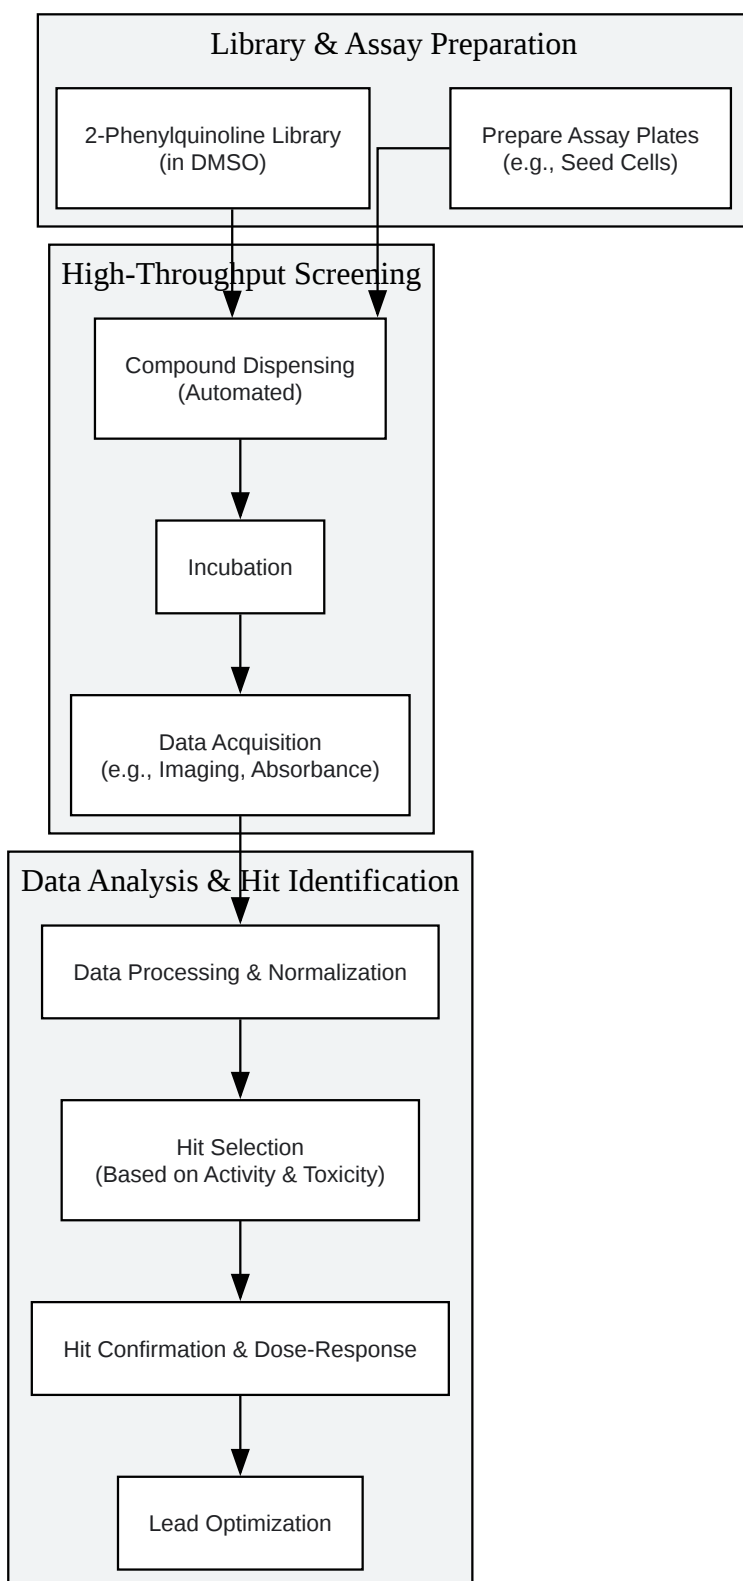 Library & Assay Preparation
2-Phenylquinoline Library
(in DMSO)
Prepare Assay Plates
(e.g., Seed Cells)
High-Throughput Screening
Compound Dispensing
(Automated)
Incubation
Data Acquisition
(e.g., Imaging, Absorbance)
Data Analysis & Hit Identification
Data Processing & Normalization
Hit Selection
(Based on Activity & Toxicity)
Hit Confirmation & Dose-Response
Lead Optimization